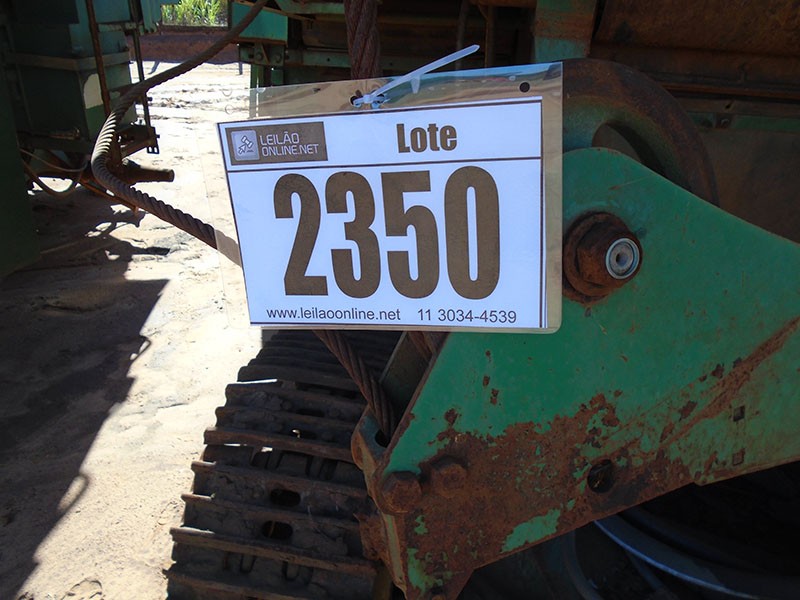 LEILÃO
ONLINE.NET
Lote
2350
www.leilaoonline.net 11 3034-4539